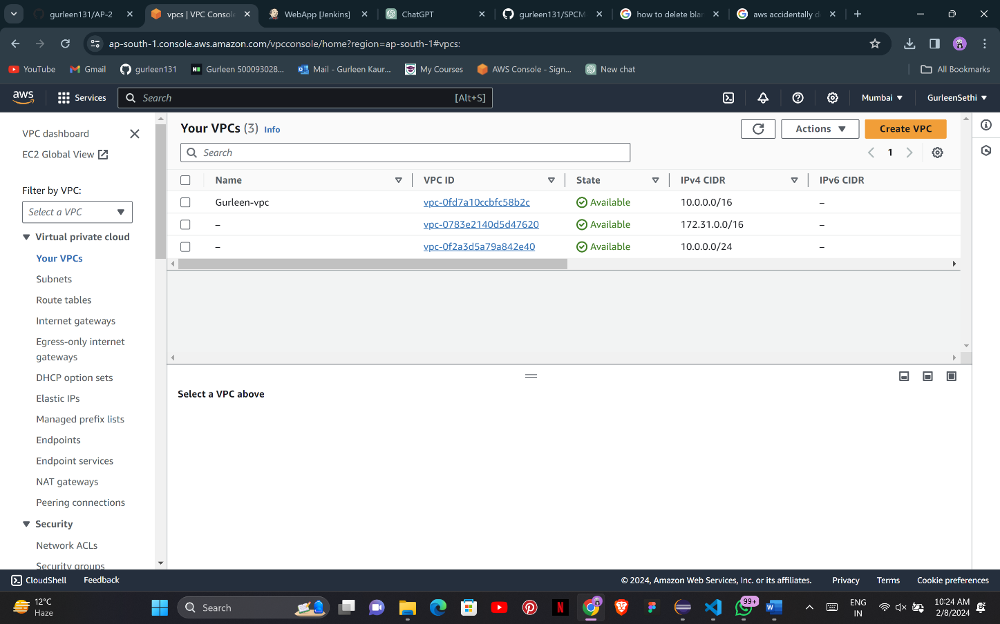 gurleen131/AP-2
vpcs | VPC Console
WebApp [Jenkins]
ChatGPT
gurleen131/SPCM
how to delete blan
aws accidentally d
ap-south-1.console.aws.amazon.com/vpcconsole/home?region=ap-south-1#vpcs:
YouTube
Gmail
gurleen131
Gurleen 500093028...
Mail - Gurleen Kaur...
My Courses
AWS Console - Sign...
New chat
All Bookmarks
aws
Services
Search
[Alt+S]
Mumbai
GurleenSethi
VPC dashboard
EC2 Global View
Filter by VPC:
Select a VPC
Virtual private cloud
Your VPCs
Subnets
Route tables
Internet gateways
Egress-only internet
gateways
DHCP option sets
Elastic IPs
Managed prefix lists
Endpoints
Endpoint services
NAT gateways
Peering connections
Security
Network ACLs
Security groups
Your VPCs (3) Info
Actions
Create VPC
Search
1
Name VPC ID State IPv4 CIDR IPv6 CIDR
Gurleen-vpc vpc-0fd7a10ccbfc58b2c Available 10.0.0.0/16 –
– vpc-0783e2140d5d47620 Available 172.31.0.0/16 –
– vpc-0f2a3d5a79a842e40 Available 10.0.0.0/24 –
Select a VPC above
CloudShell
Feedback
© 2024, Amazon Web Services, Inc. or its affiliates.
Privacy
Terms
Cookie preferences
12°C
Haze
Search
99+
ENG
IN
10:24 AM
2/8/2024